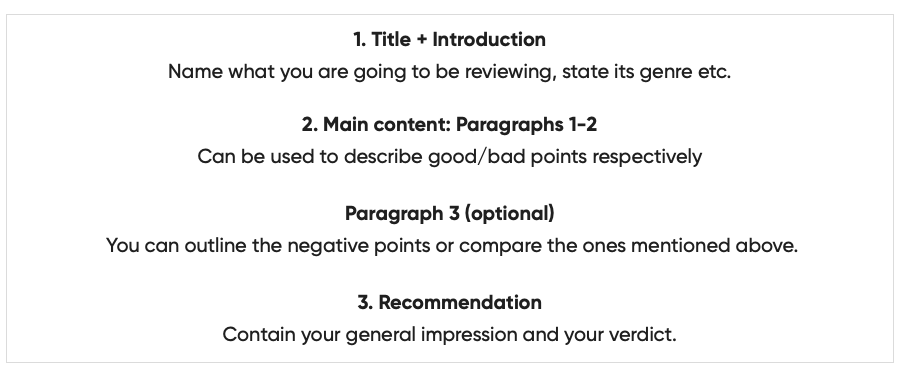 1. Title + Introduction
Name what you are going to be reviewing, state its genre etc.
2. Main content: Paragraphs 1-2
Can be used to describe good/bad points respectively
Paragraph 3 (optional)
You can outline the negative points or compare the ones mentioned above.
3. Recommendation
Contain your general impression and your verdict.